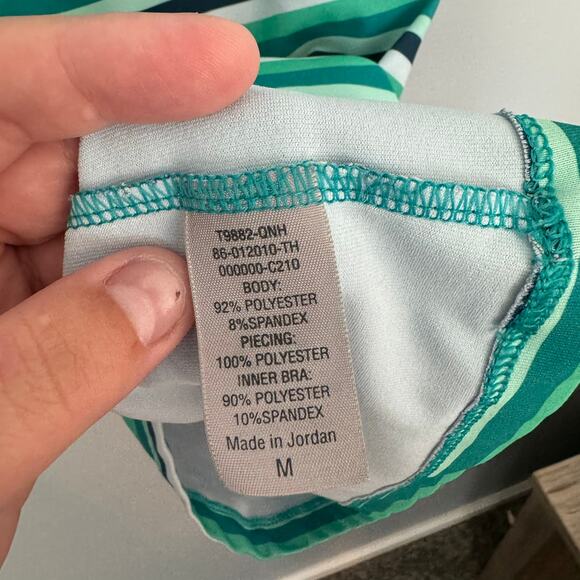 T9882-QNH
86-012010-TH
000000-C210
BODY:
92% POLYESTER
8%SPANDEX
PIECING:
100% POLYESTER
INNER BRA:
90% POLYESTER
10%SPANDEX
Made in Jordan
M